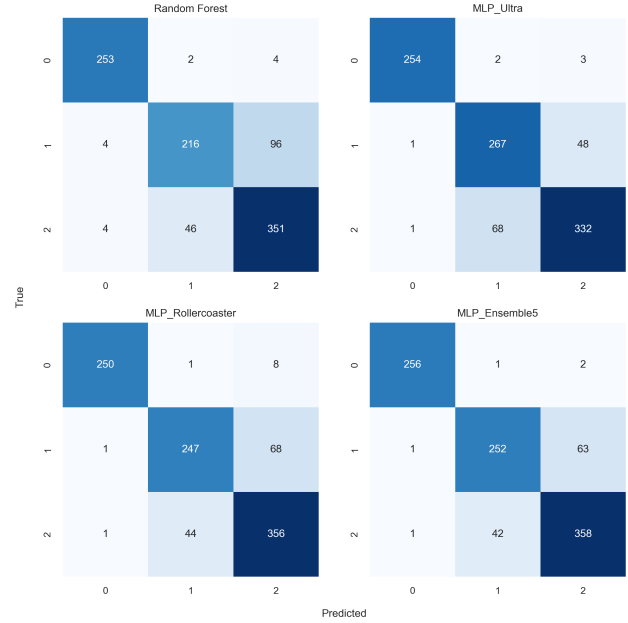 Random Forest
MLP_Ultra
0
253 2 4
0
254 2 3
1
4 216 96
1
1 267 48
2
4 46 351
2
1 68 332
0 1 2
0 1 2
True
MLP_Rollercoaster
MLP_Ensemble5
0
250 1 8
0
256 1 2
1
1 247 68
1
1 252 63
2
1 44 356
2
1 42 358
0 1 2
0 1 2
Predicted